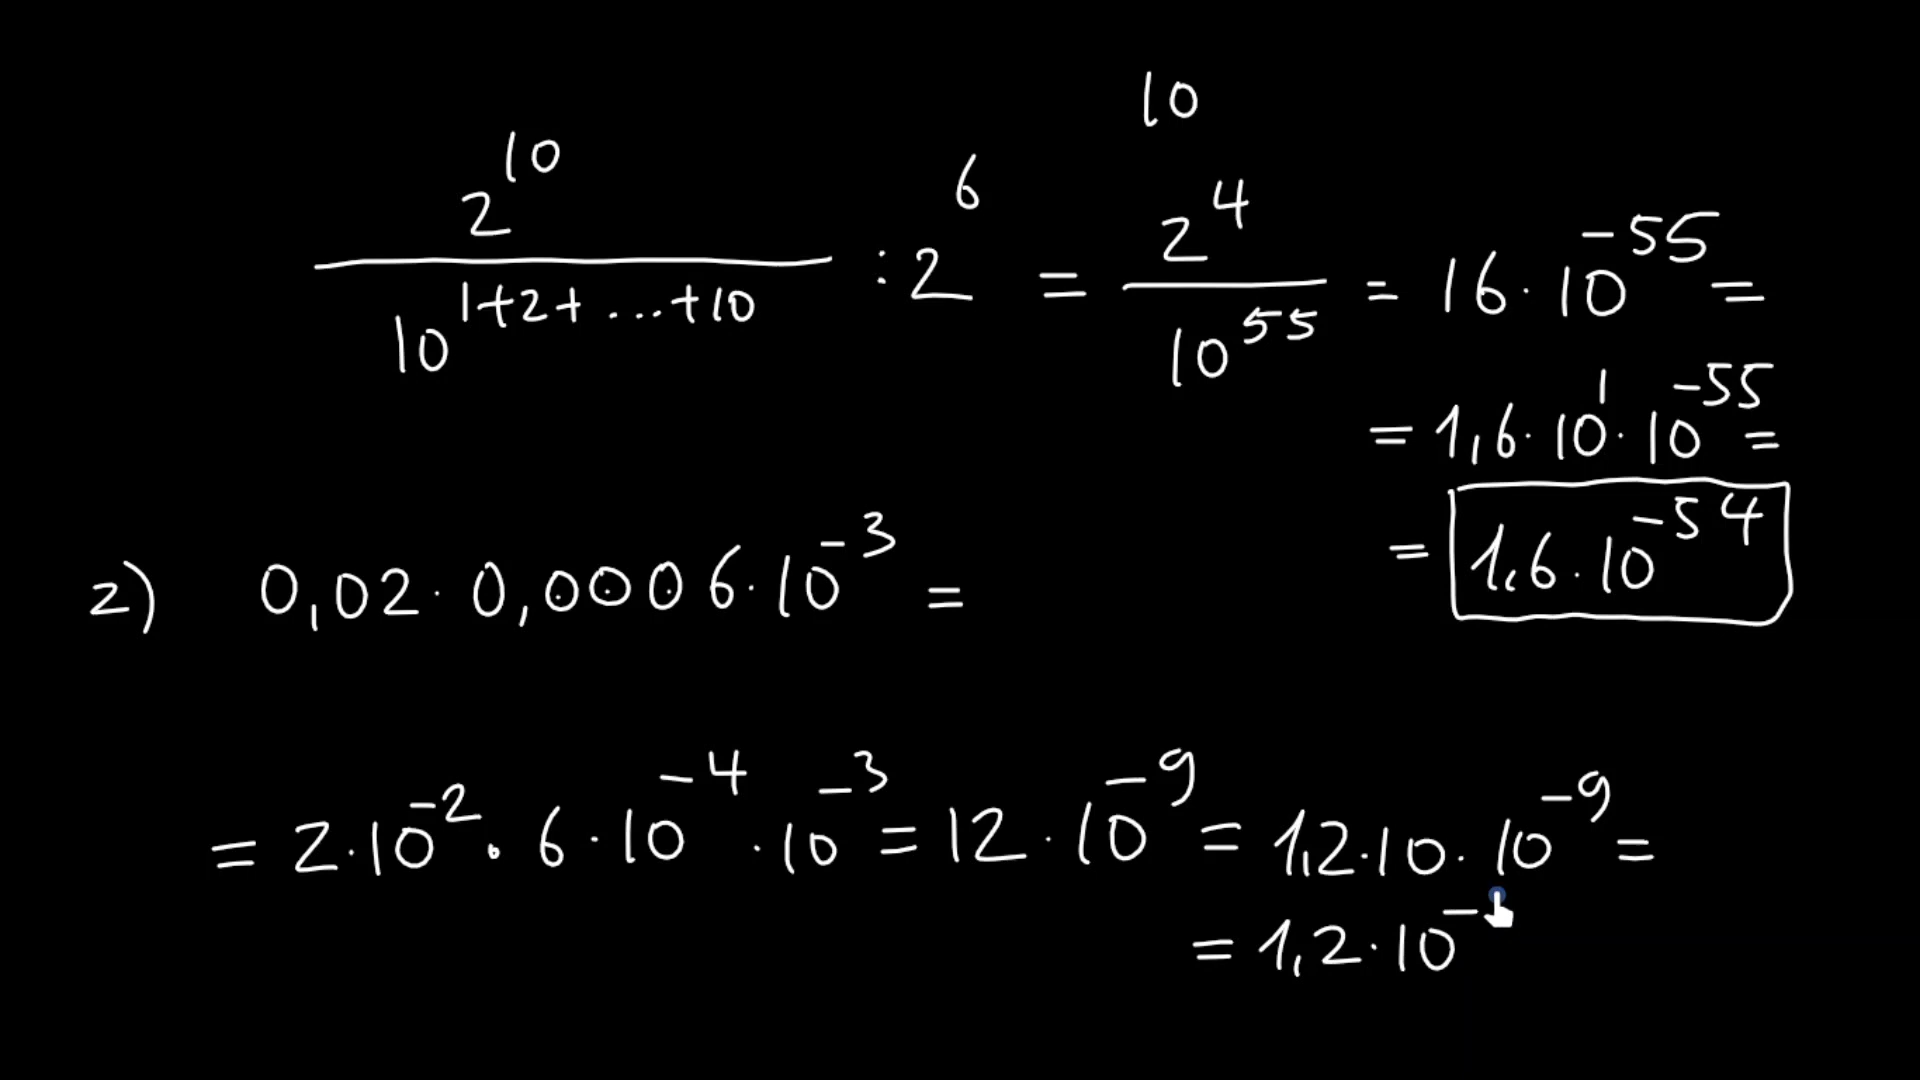 2^10 / 10^(1+2+...+10) : 2^6 = 2^4 / 10^55 = 16·10^-55 =
10
= 1,6·10^1·10^-55 =
= 1,6·10^-54
2) 0,02·0,0006·10^-3 =
= 2·10^-2·6·10^-4·10^-3 = 12·10^-9 = 1,2·10·10^-9 =
= 1,2·10^-